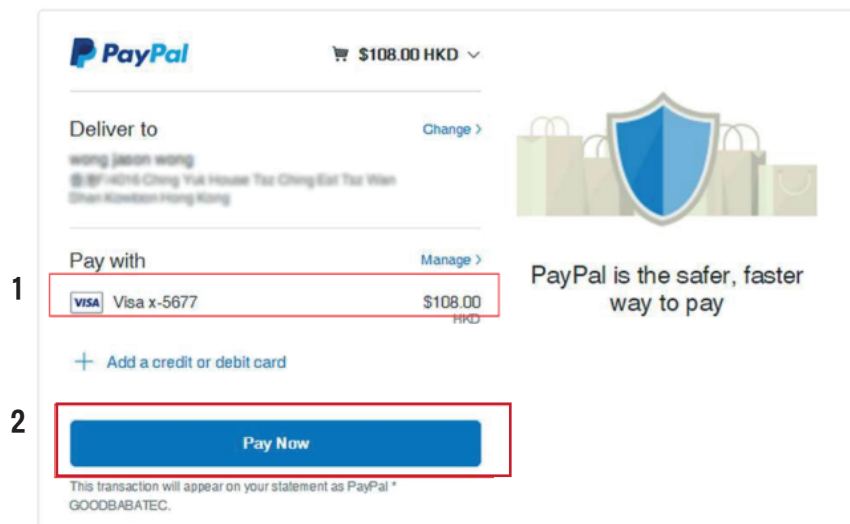 PayPal
$108.00 HKD
Deliver to
Change >
Pay with
Manage >
1
VISA Visa x-5677
$108.00
HKD
+ Add a credit or debit card
2
Pay Now
This transaction will appear on your statement as PayPal *
GOODBABATEC.
PayPal is the safer, faster
way to pay